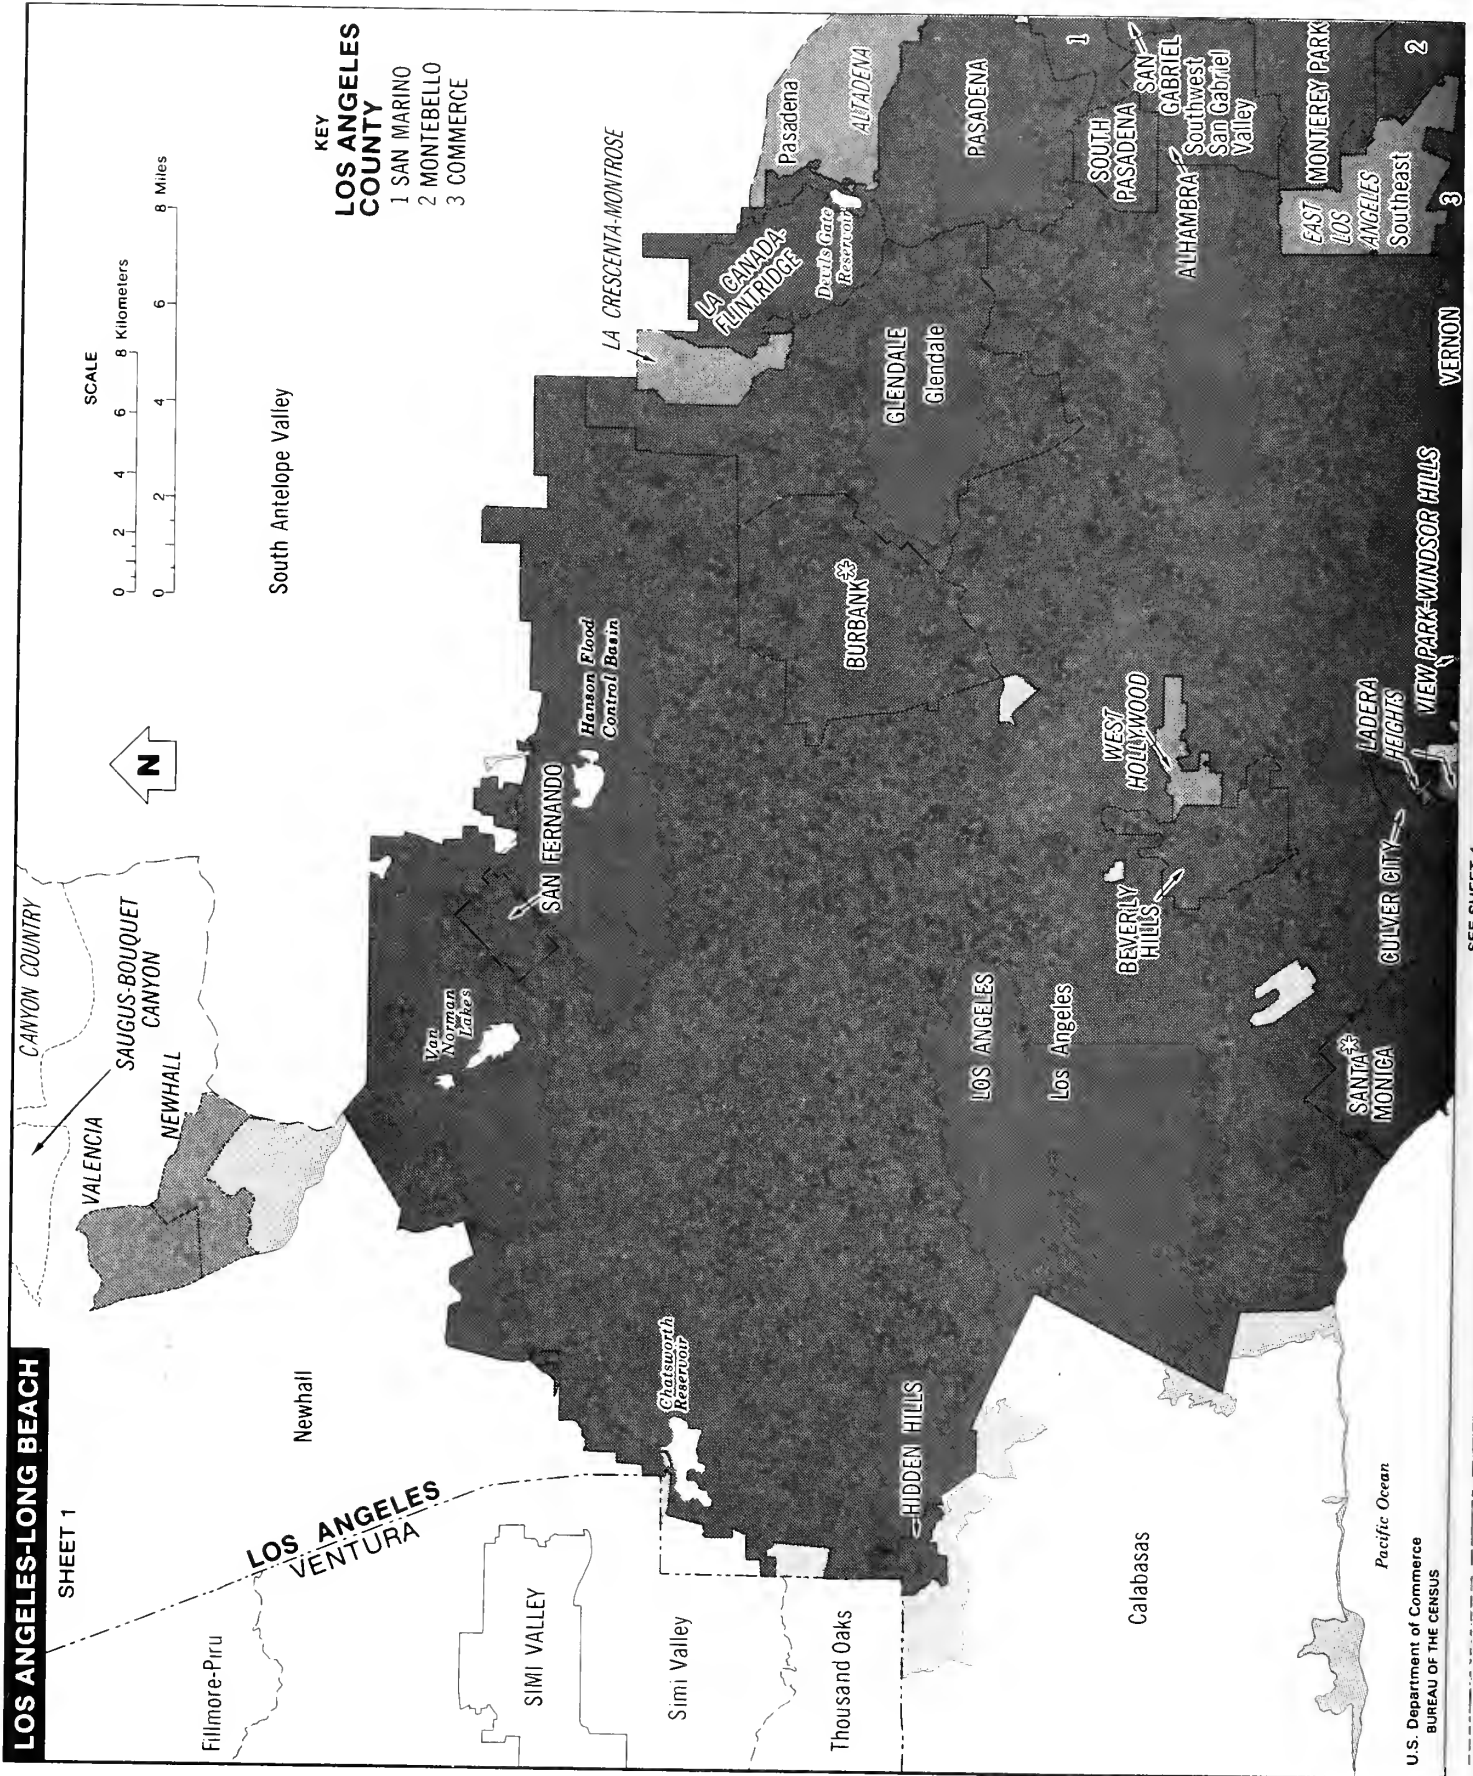 LOS ANGELES-LONG BEACH
SHEET 1
CANYON COUNTRY
SAUGUS-BOUQUET
CANYON
VALENCIA
NEWHALL
N
SCALE
0 2 4 6 8 Kilometers
0 2 4 6 8 Miles
KEY
LOS ANGELES
COUNTY
1 SAN MARINO
2 MONTEBELLO
3 COMMERCE
South Antelope Valley
Newhall
LOS ANGELES
VENTURA
Fillmore-Piru
SIMI VALLEY
Simi Valley
Thousand Oaks
Calabasas
Van
Norman
Lakes
SAN FERNANDO
Hanson Flood
Control Basin
LA CRESCENTA-MONTROSE
LA CANADA-
FLINTRIDGE
Devils Gate
Reservoir
Pasadena
ALTADENA
PASADENA
Chatsworth
Reservoir
HIDDEN HILLS
BURBANK**
GLENDALE
Glendale
LOS ANGELES
Los Angeles
BEVERLY
HILLS
WEST
HOLLYWOOD
1
SOUTH
PASADENA
SAN
GABRIEL
Southwest
San Gabriel
Valley
ALHAMBRA
MONTEREY PARK
EAST
LOS
ANGELES
Southeast
2
3
VERNON
VIEW PARK-WINDSOR HILLS
LADERA
HEIGHTS
CULVER CITY
SANTA**
MONICA
Pacific Ocean
U.S. Department of Commerce
BUREAU OF THE CENSUS